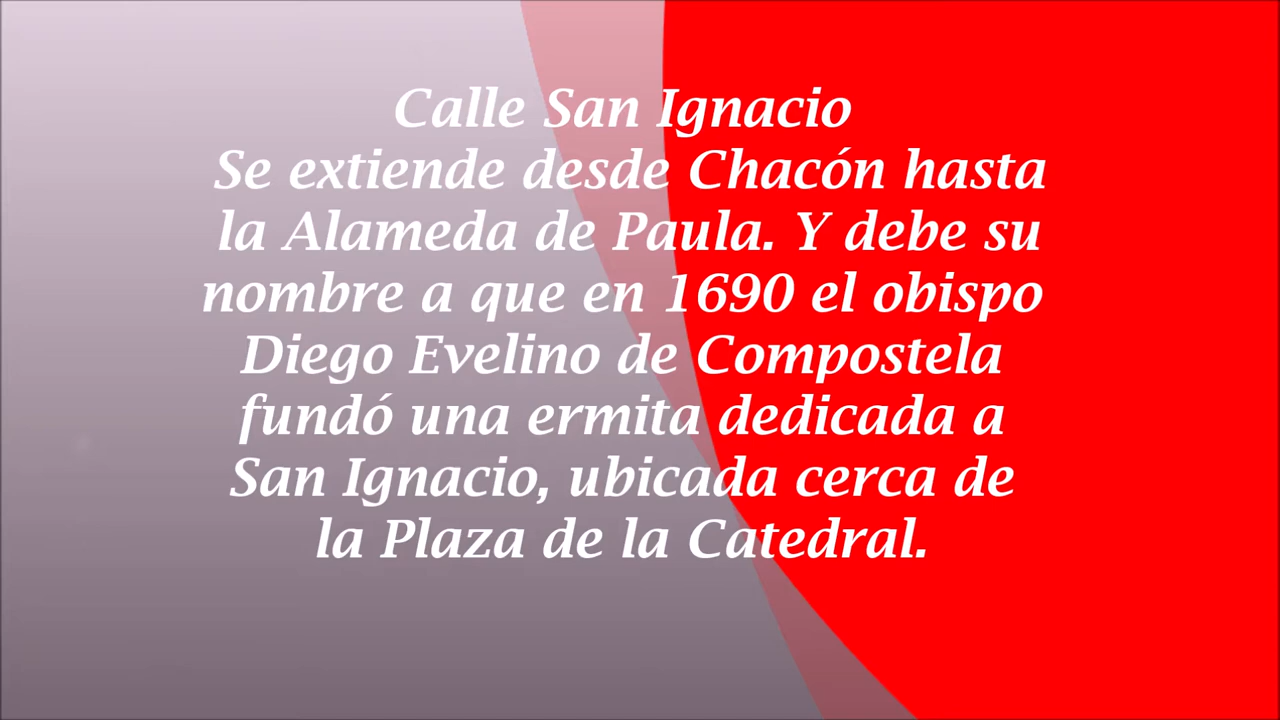 Calle San Ignacio
Se extiende desde Chacón hasta
la Alameda de Paula. Y debe su
nombre a que en 1690 el obispo
Diego Evelino de Compostela
fundó una ermita dedicada a
San Ignacio, ubicada cerca de
la Plaza de la Catedral.